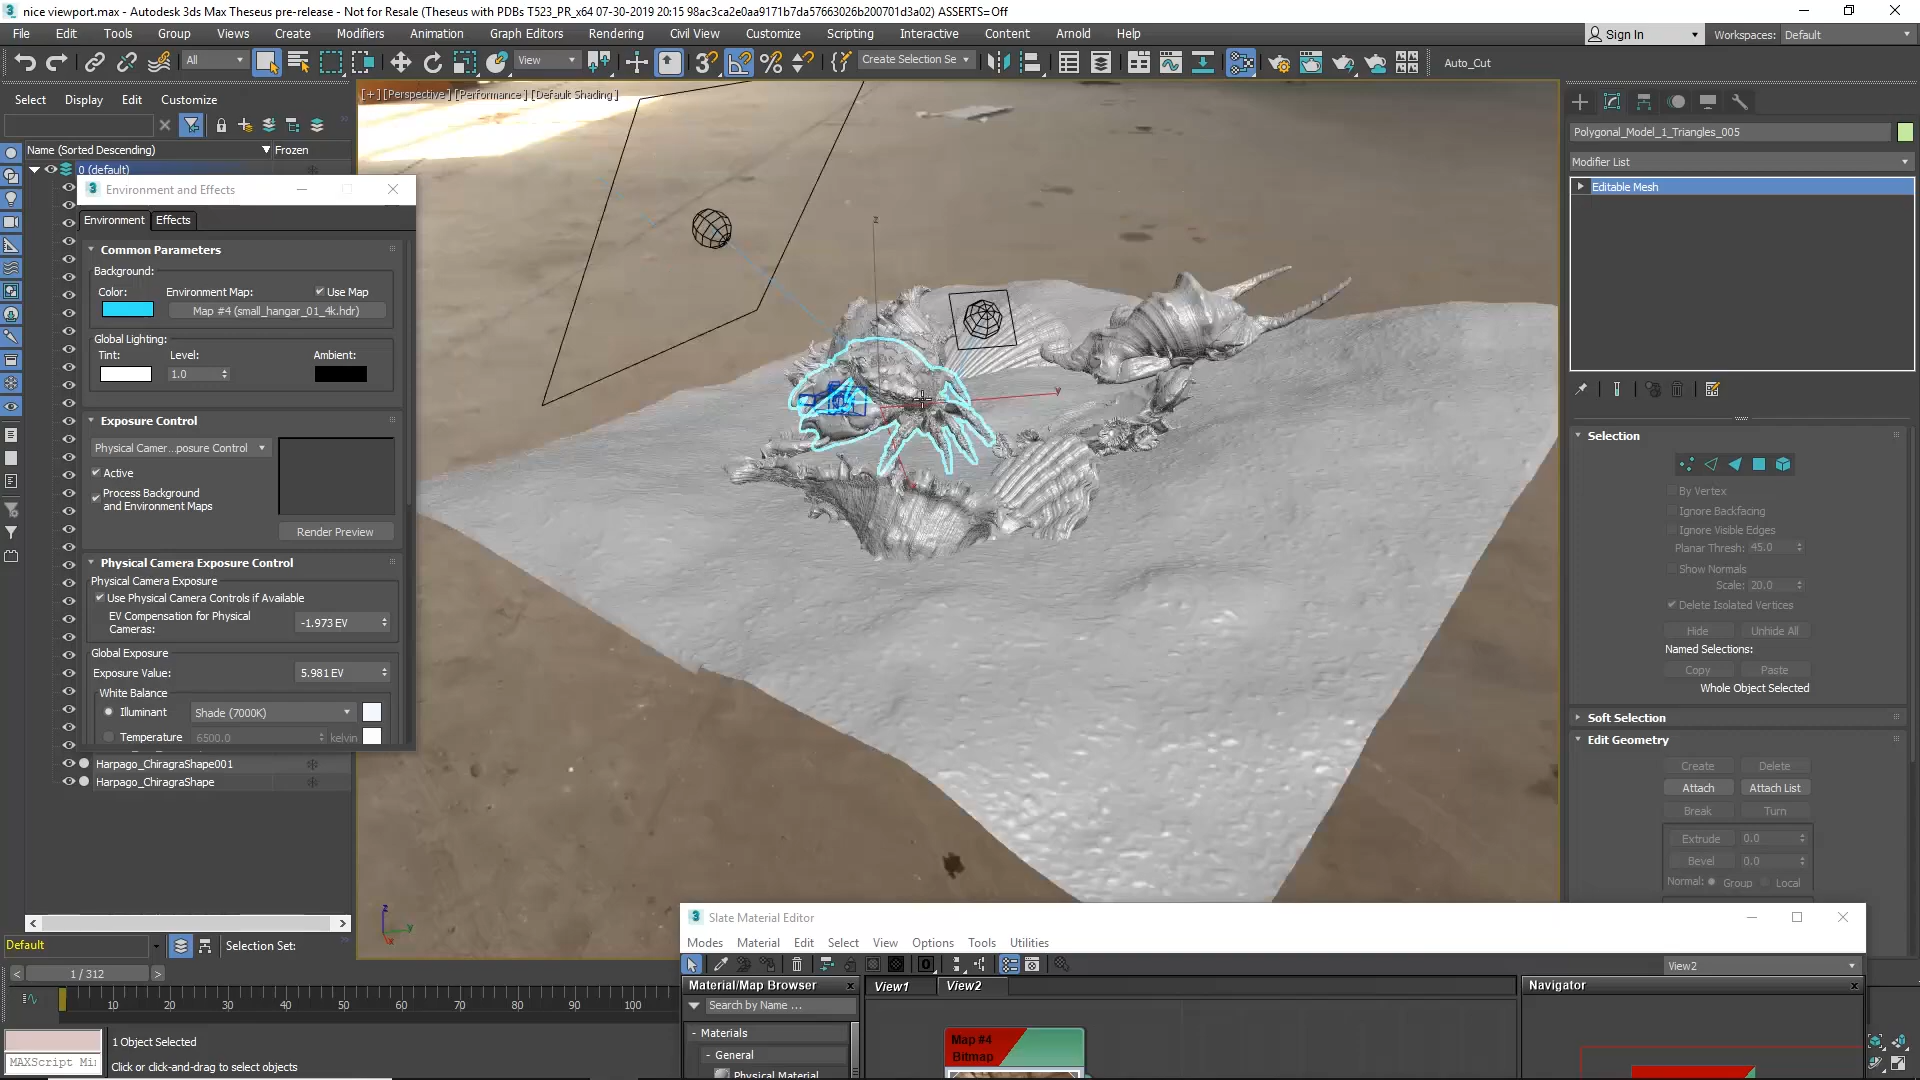 nice viewport.max - Autodesk 3ds Max Theseus pre-release - Not for Resale (Theseus with PDBs T523_PR_x64 07-30-2019 20:15 98ac3ca2e0aa9171b7da57663026b200701d3a02) ASSERTS=Off
File Edit Tools Group Views Create Modifiers Animation Graph Editors Rendering Civil View Customize Scripting Interactive Content Arnold Help Sign In Workspaces: Default
All View Create Selection Se Auto_Cut
Select Display Edit Customize
[+] [Perspective] [Performance] [Default Shading]
Name (Sorted Descending) Frozen
0 (default)
Environment and Effects
Environment Effects
Common Parameters
Background:
Color: Environment Map: Use Map
Map #4 (small_hangar_01_4k.hdr)
Global Lighting:
Tint: Level: Ambient:
1.0
Exposure Control
Physical Camer...posure Control
Active
Process Background
and Environment Maps
Render Preview
Physical Camera Exposure Control
Physical Camera Exposure
Use Physical Camera Controls if Available
EV Compensation for Physical
Cameras:
-1.973 EV
Global Exposure
Exposure Value: 5.981 EV
White Balance
Illuminant Shade (7000K)
Temperature 6500.0 kelvin
Harpago_ChiragraShape001
Harpago_ChiragraShape
Default Selection Set:
< 1 / 312 >
10 20 30 40 50 60 70 80 90 100
1 Object Selected
MAXScript Mi
Click or click-and-drag to select objects
z
y
z
y
x
Polygonal_Model_1_Triangles_005
Modifier List
Editable Mesh
Selection
By Vertex
Ignore Backfacing
Ignore Visible Edges
Planar Thresh: 45.0
Show Normals
Scale: 20.0
Delete Isolated Vertices
Hide Unhide All
Named Selections:
Copy Paste
Whole Object Selected
Soft Selection
Edit Geometry
Create Delete
Attach Attach List
Break Turn
Extrude 0.0
Bevel 0.0
Normal: Group Local
Slate Material Editor
Modes Material Edit Select View Options Tools Utilities
View2
Material/Map Browser View1 View2 Navigator
Search by Name ...
- Materials
- General
Physical Material
Map #4
Bitmap